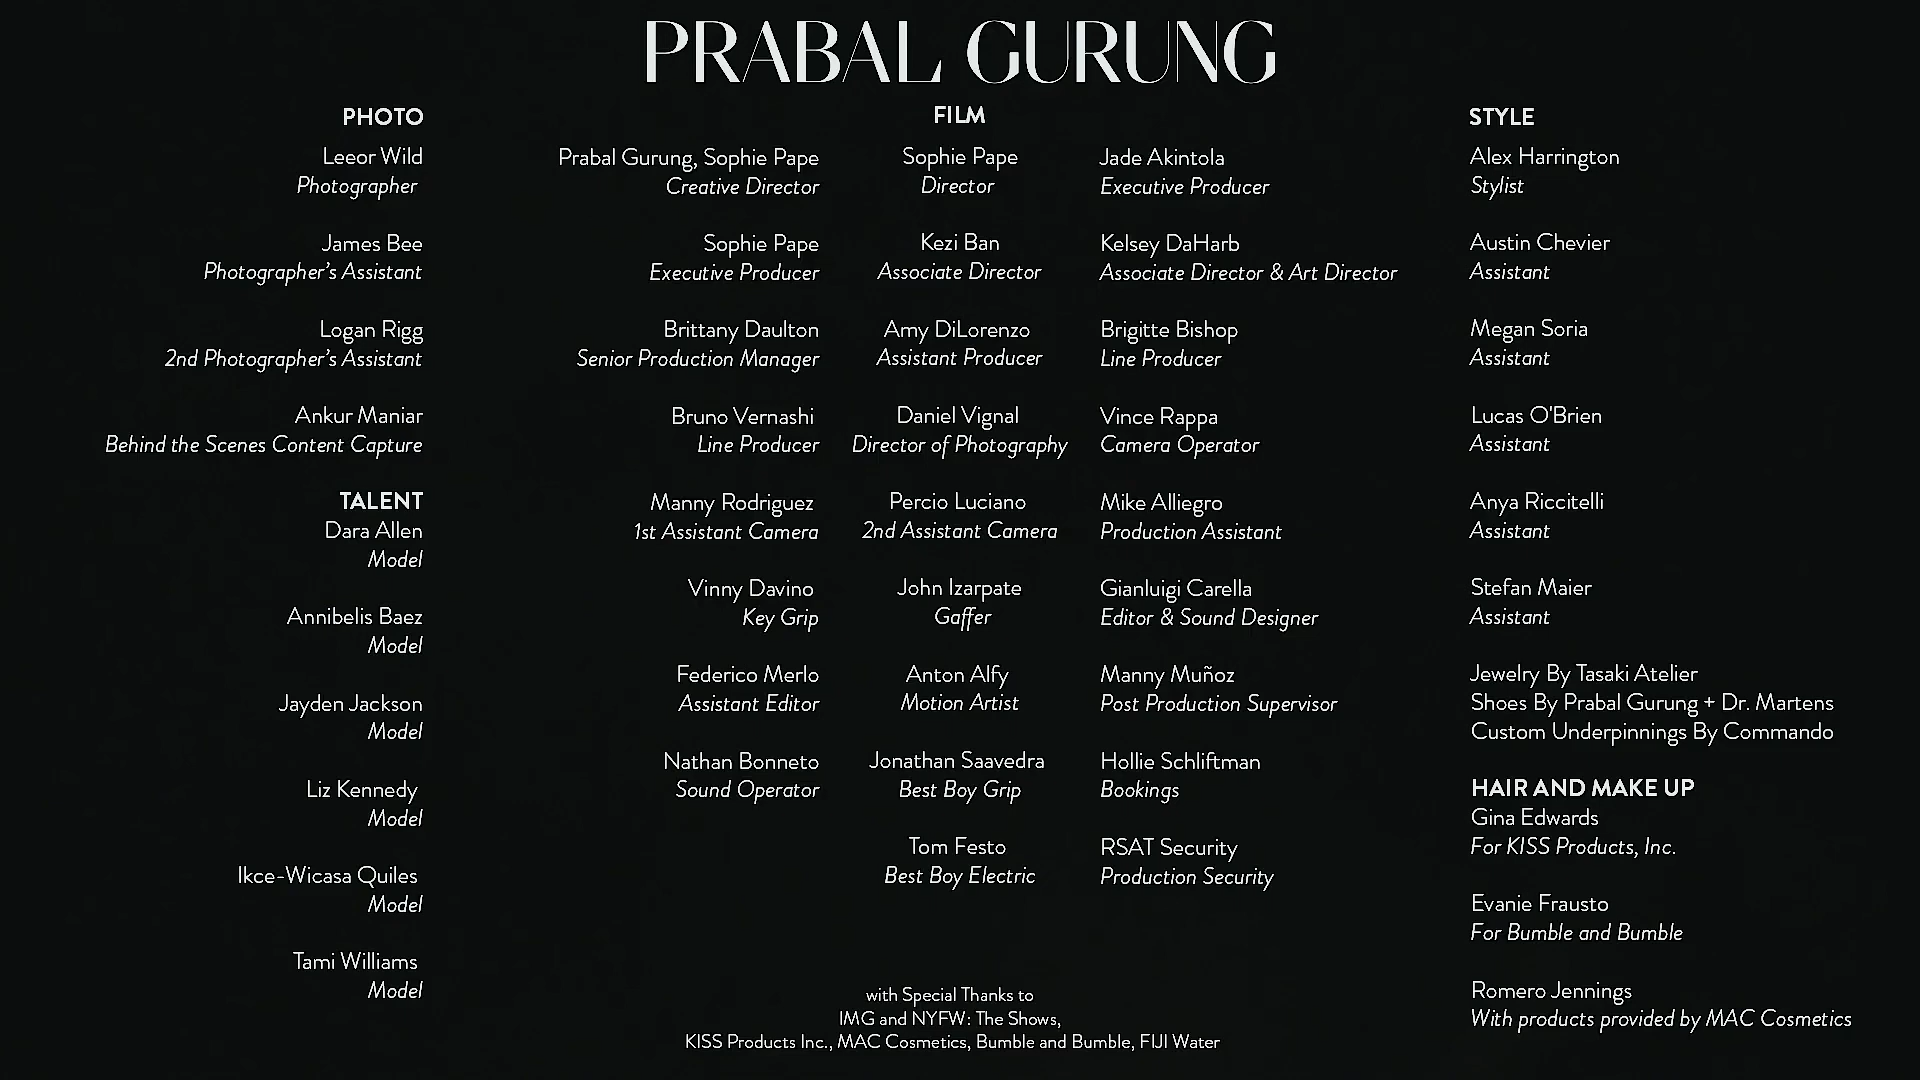 PRABAL GURUNG
PHOTO
Leeor Wild
Photographer
James Bee
Photographer's Assistant
Logan Rigg
2nd Photographer's Assistant
Ankur Maniar
Behind the Scenes Content Capture
TALENT
Dara Allen
Model
Annibelis Baez
Model
Jayden Jackson
Model
Liz Kennedy
Model
Ikce-Wicasa Quiles
Model
Tami Williams
Model
FILM
Prabal Gurung, Sophie Pape
Creative Director
Sophie Pape
Executive Producer
Brittany Daulton
Senior Production Manager
Bruno Vernashi
Line Producer
Manny Rodriguez
1st Assistant Camera
Vinny Davino
Key Grip
Federico Merlo
Assistant Editor
Nathan Bonneto
Sound Operator
Sophie Pape
Director
Kezi Ban
Associate Director
Amy DiLorenzo
Assistant Producer
Daniel Vignal
Director of Photography
Percio Luciano
2nd Assistant Camera
John Izarpate
Gaffer
Anton Alfy
Motion Artist
Jonathan Saavedra
Best Boy Grip
Tom Festo
Best Boy Electric
Jade Akintola
Executive Producer
Kelsey DaHarb
Associate Director & Art Director
Brigitte Bishop
Line Producer
Vince Rappa
Camera Operator
Mike Alliegro
Production Assistant
Gianluigi Carella
Editor & Sound Designer
Manny Muñoz
Post Production Supervisor
Hollie Schliftman
Bookings
RSAT Security
Production Security
with Special Thanks to
IMG and NYFW: The Shows,
KISS Products Inc., MAC Cosmetics, Bumble and Bumble, FIJI Water
STYLE
Alex Harrington
Stylist
Austin Chevier
Assistant
Megan Soria
Assistant
Lucas O'Brien
Assistant
Anya Riccitelli
Assistant
Stefan Maier
Assistant
Jewelry By Tasaki Atelier
Shoes By Prabal Gurung + Dr. Martens
Custom Underpinnings By Commando
HAIR AND MAKE UP
Gina Edwards
For KISS Products, Inc.
Evanie Frausto
For Bumble and Bumble
Romero Jennings
With products provided by MAC Cosmetics